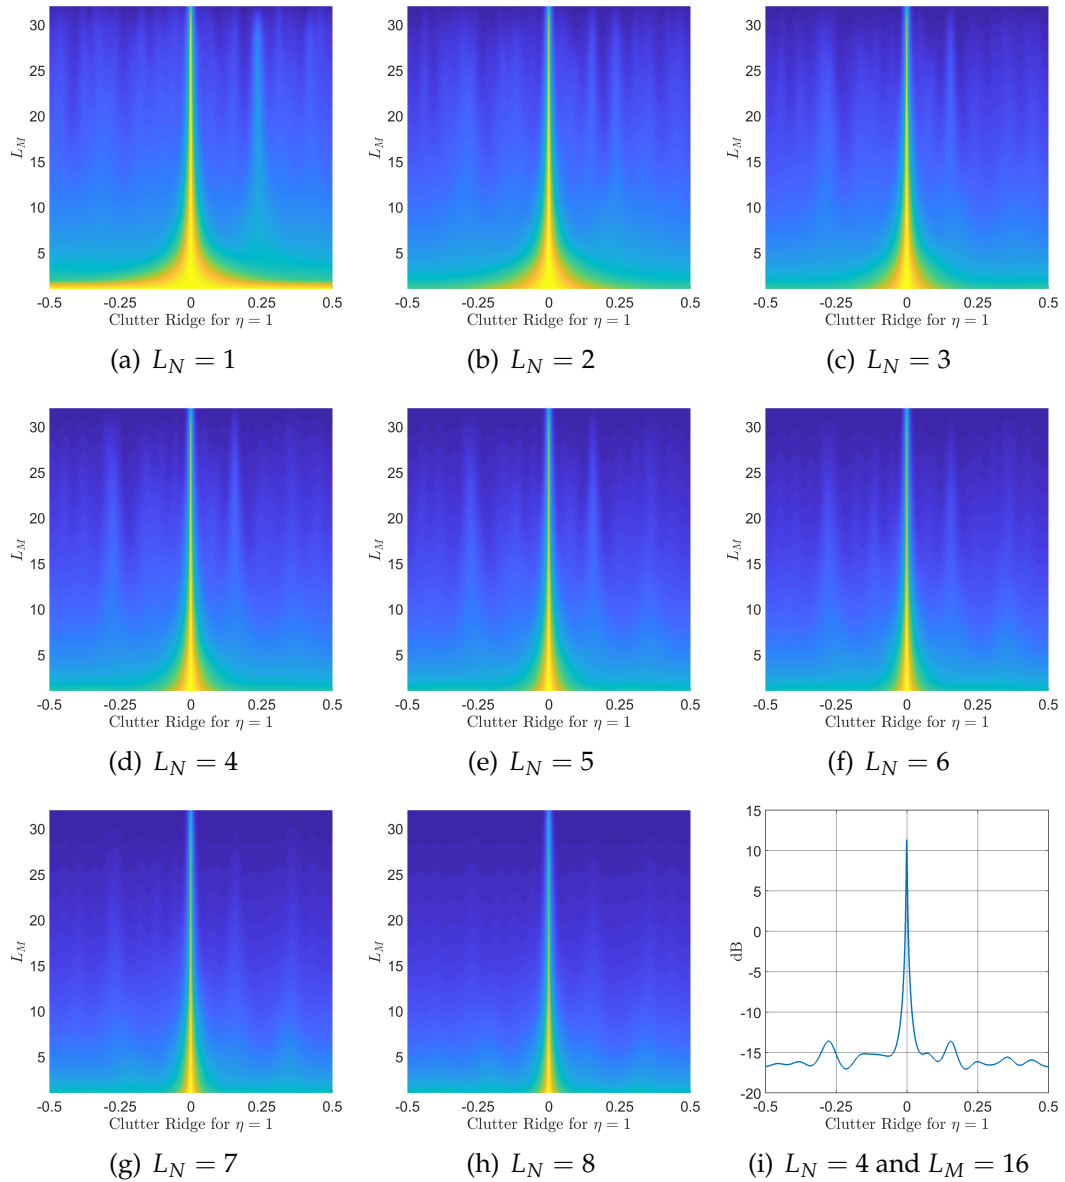 30
25
20
15
10
5
L_M
-0.5 -0.25 0 0.25 0.5
Clutter Ridge for η = 1
(a) L_N = 1
30
25
20
15
10
5
L_M
-0.5 -0.25 0 0.25 0.5
Clutter Ridge for η = 1
(b) L_N = 2
30
25
20
15
10
5
L_M
-0.5 -0.25 0 0.25 0.5
Clutter Ridge for η = 1
(c) L_N = 3
30
25
20
15
10
5
L_M
-0.5 -0.25 0 0.25 0.5
Clutter Ridge for η = 1
(d) L_N = 4
30
25
20
15
10
5
L_M
-0.5 -0.25 0 0.25 0.5
Clutter Ridge for η = 1
(e) L_N = 5
30
25
20
15
10
5
L_M
-0.5 -0.25 0 0.25 0.5
Clutter Ridge for η = 1
(f) L_N = 6
30
25
20
15
10
5
L_M
-0.5 -0.25 0 0.25 0.5
Clutter Ridge for η = 1
(g) L_N = 7
30
25
20
15
10
5
L_M
-0.5 -0.25 0 0.25 0.5
Clutter Ridge for η = 1
(h) L_N = 8
15
10
5
0
-5
-10
-15
-20
dB
-0.5 -0.25 0 0.25 0.5
Clutter Ridge for η = 1
(i) L_N = 4 and L_M = 16